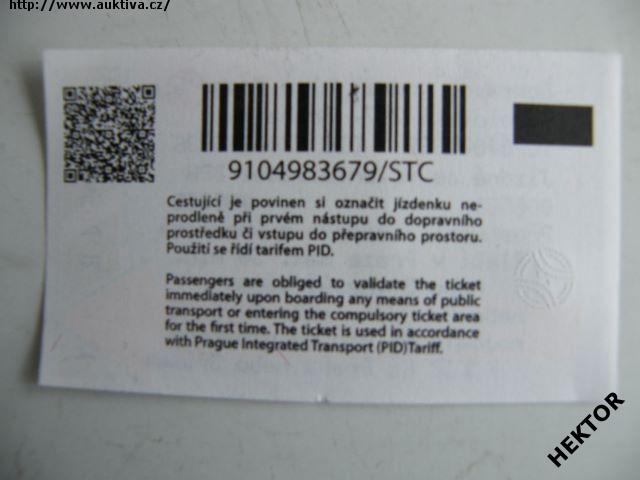 http://www.auktiva.cz/
9104983679/STC
Cestující je povinen si označit jízdenku ne-
prodleně při prvém nástupu do dopravního
prostředku či vstupu do přepravního prostoru.
Použití se řídí tarifem PID.
Passengers are obliged to validate the ticket
immediately upon boarding any means of public
transport or entering the compulsory ticket area
for the first time. The ticket is used in accordance
with Prague Integrated Transport (PID)Tariff.
HEKTOR